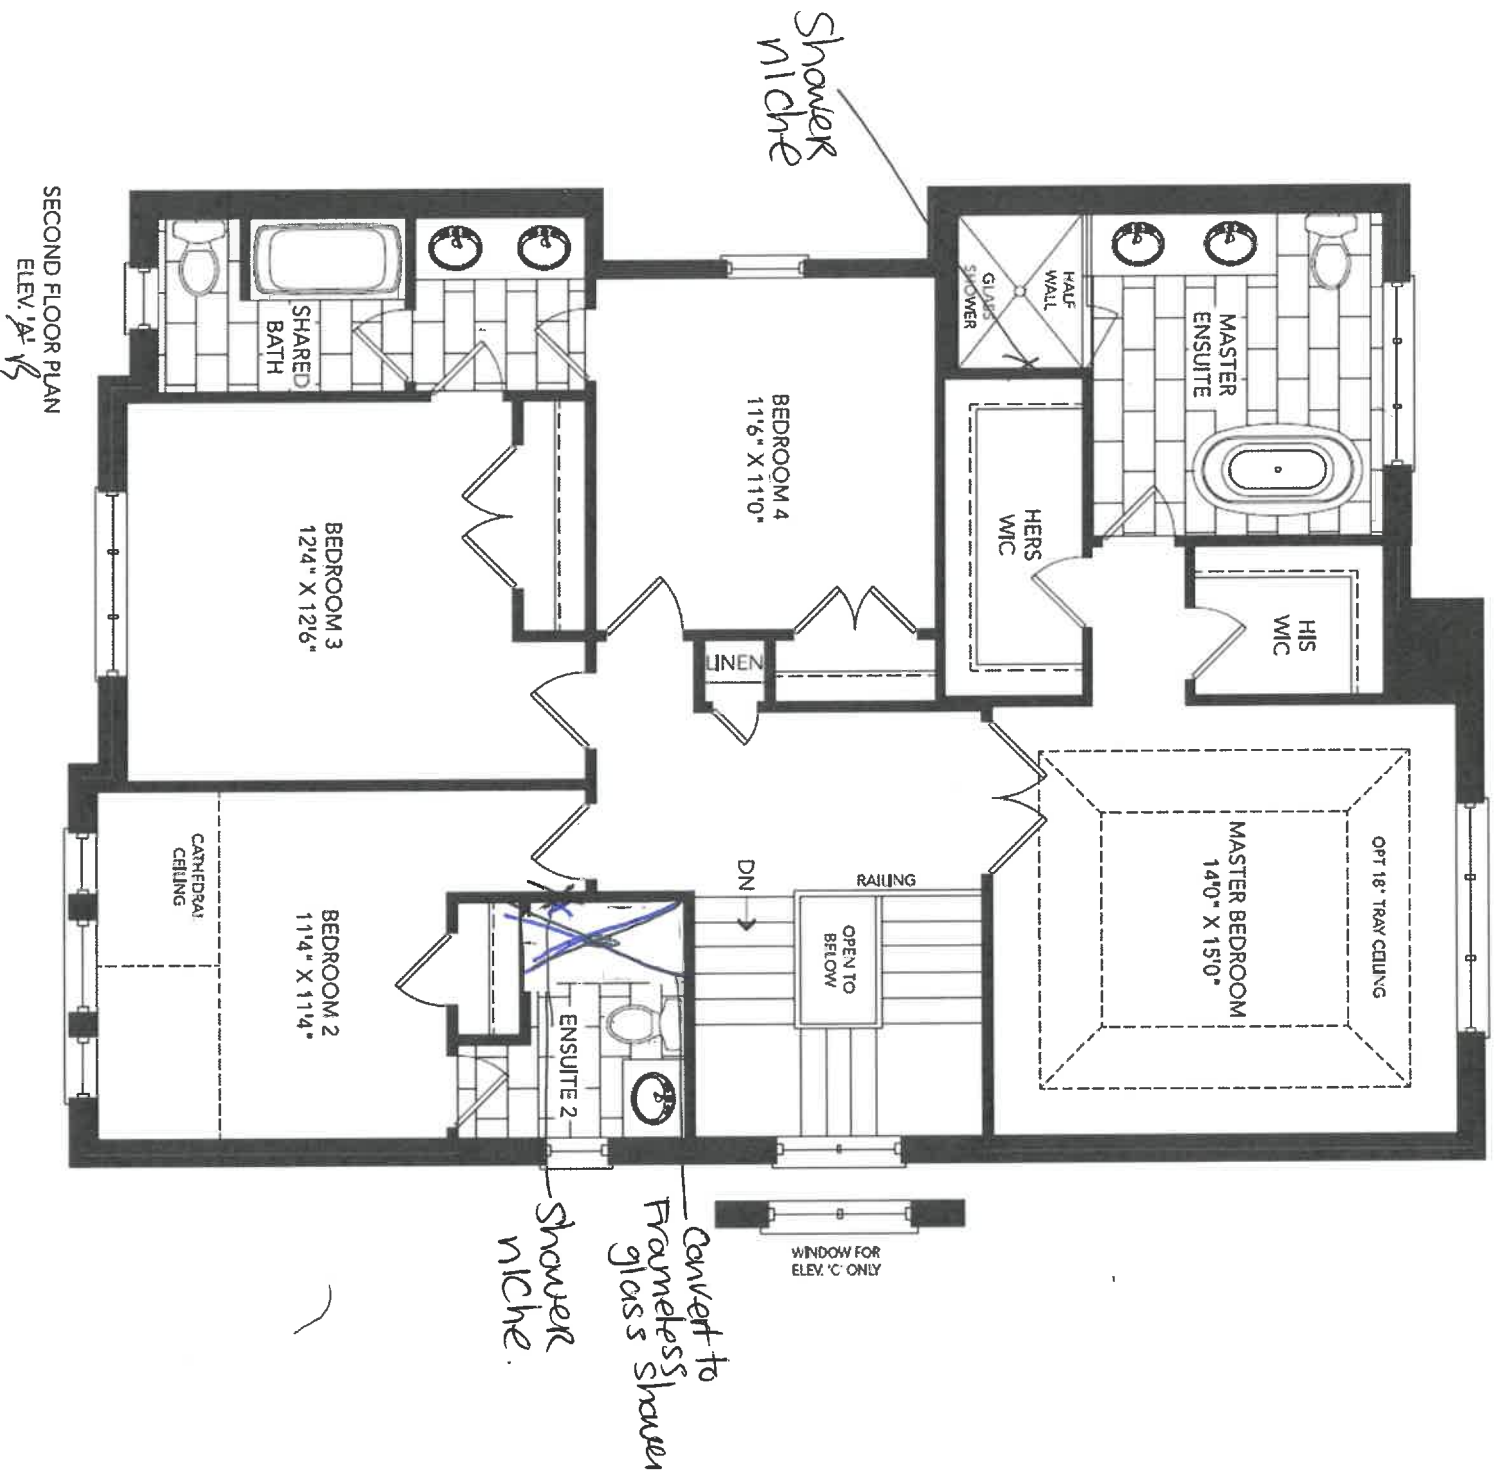 Shower
niche
HALF
WALL
GLASS
SHOWER
MASTER
ENSUITE
HERS
WIC
HIS
WIC
BEDROOM 4
11'6" X 11'0"
LINEN
SHARED
BATH
BEDROOM 3
12'4" X 12'6"
MASTER BEDROOM
14'0" X 15'0"
OPT 18" TRAY CEILING
RAILING
DN
OPEN TO
BELOW
CATHEDRAL
CEILING
BEDROOM 2
11'4" X 11'4"
ENSUITE 2
WINDOW FOR
ELEV. 'C' ONLY
Convert to
Frameless
glass shower
Shower
niche.
SECOND FLOOR PLAN
ELEV. 'A' B